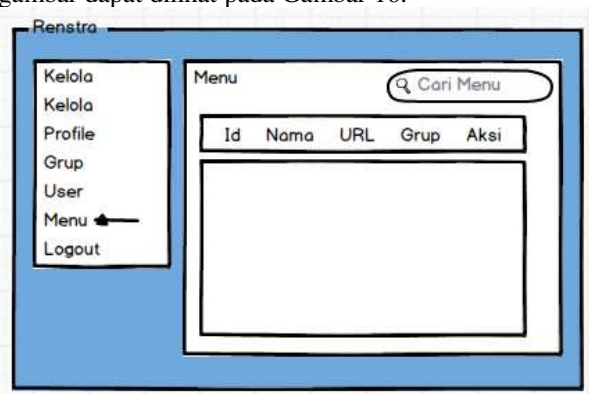 gambar dapat dilihat pada Gambar 16.
Renstra
Kelola
Kelola
Profile
Grup
User
Menu
Logout
Menu
Cari Menu
Id Nama URL Grup Aksi